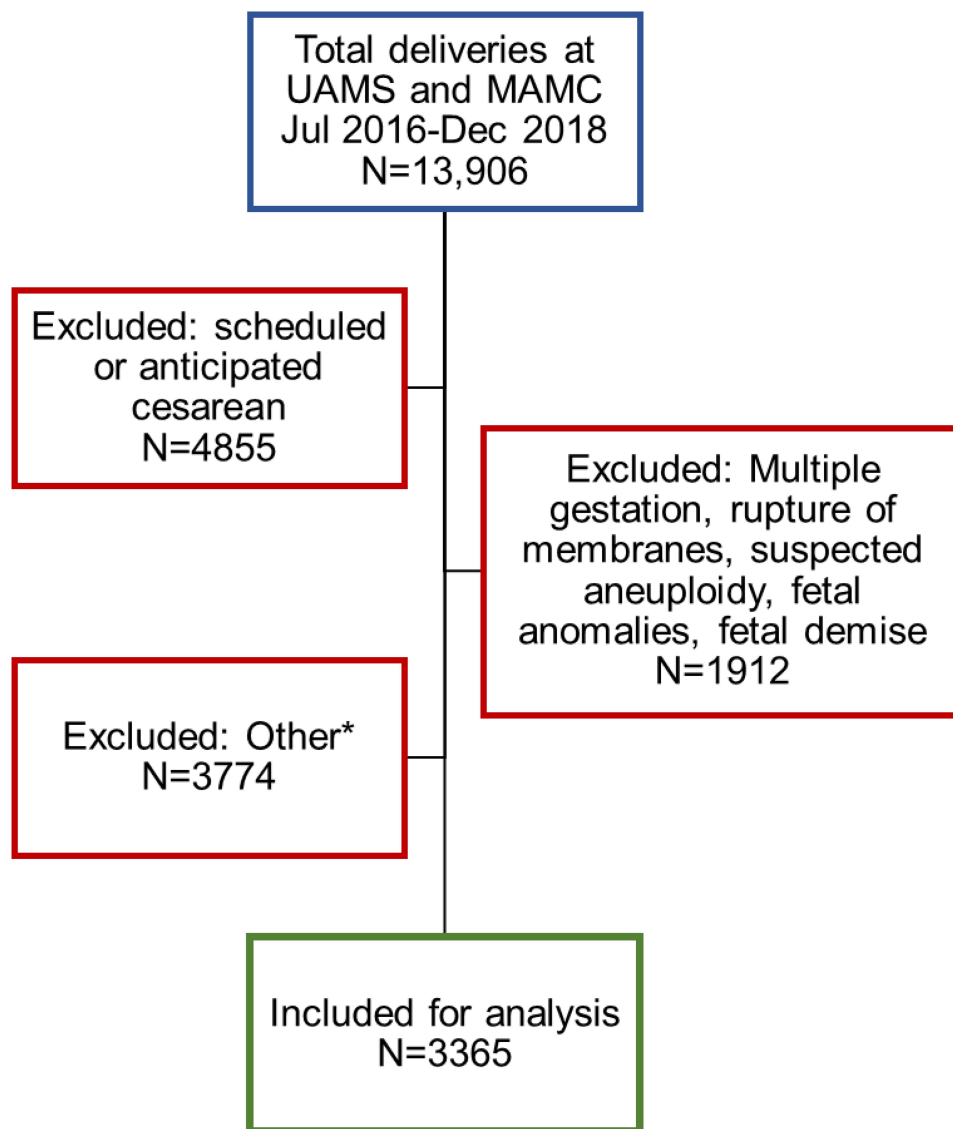 Total deliveries at
UAMS and MAMC
Jul 2016-Dec 2018
N=13,906
Excluded: scheduled
or anticipated
cesarean
N=4855
Excluded: Multiple
gestation, rupture of
membranes, suspected
aneuploidy, fetal
anomalies, fetal demise
N=1912
Excluded: Other*
N=3774
Included for analysis
N=3365